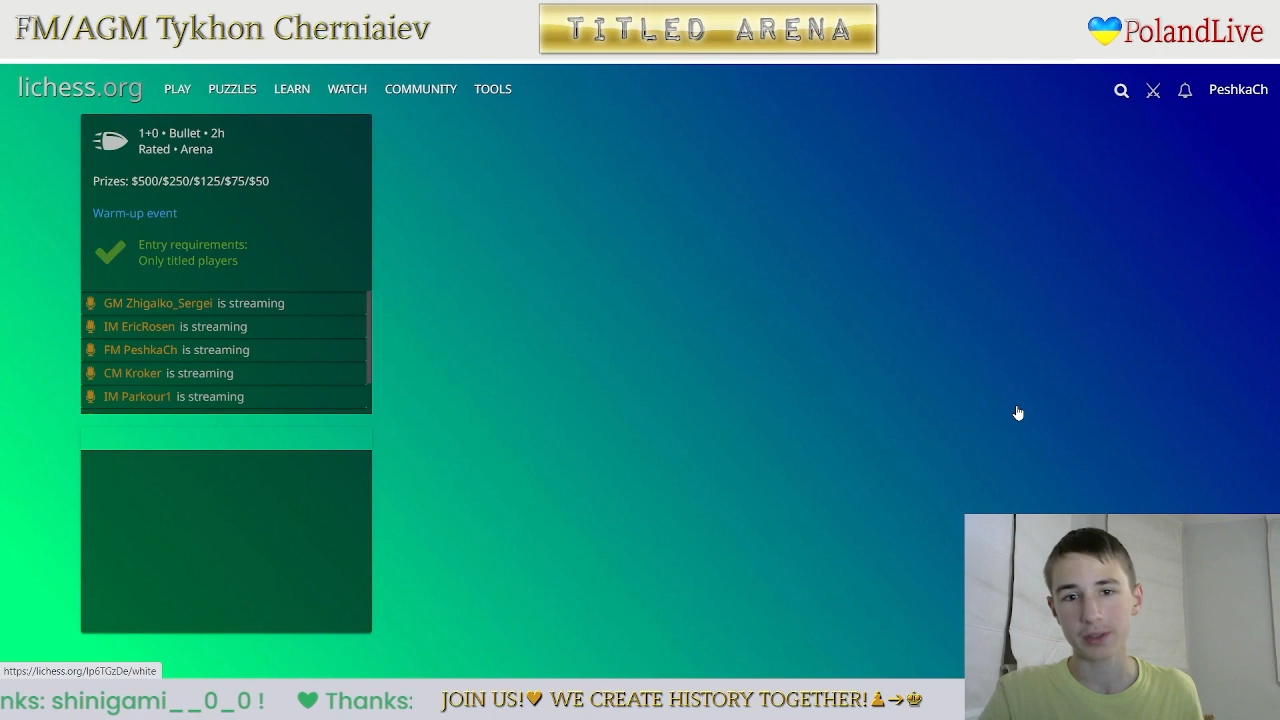 FM/AGM Tykhon Cherniaiev
TITLED ARENA
PolandLive
lichess.org
PLAY PUZZLES LEARN WATCH COMMUNITY TOOLS
PeshkaCh
1+0 • Bullet • 2h
Rated • Arena
Prizes: $500/$250/$125/$75/$50
Warm-up event
Entry requirements:
Only titled players
GM Zhigalko_Sergei is streaming
IM EricRosen is streaming
FM PeshkaCh is streaming
CM Kroker is streaming
IM Parkour1 is streaming
https://lichess.org/lp6TGzDe/white
nks: shinigami__0_0 ! Thanks:
JOIN US!🧡 WE CREATE HISTORY TOGETHER!♟→♚